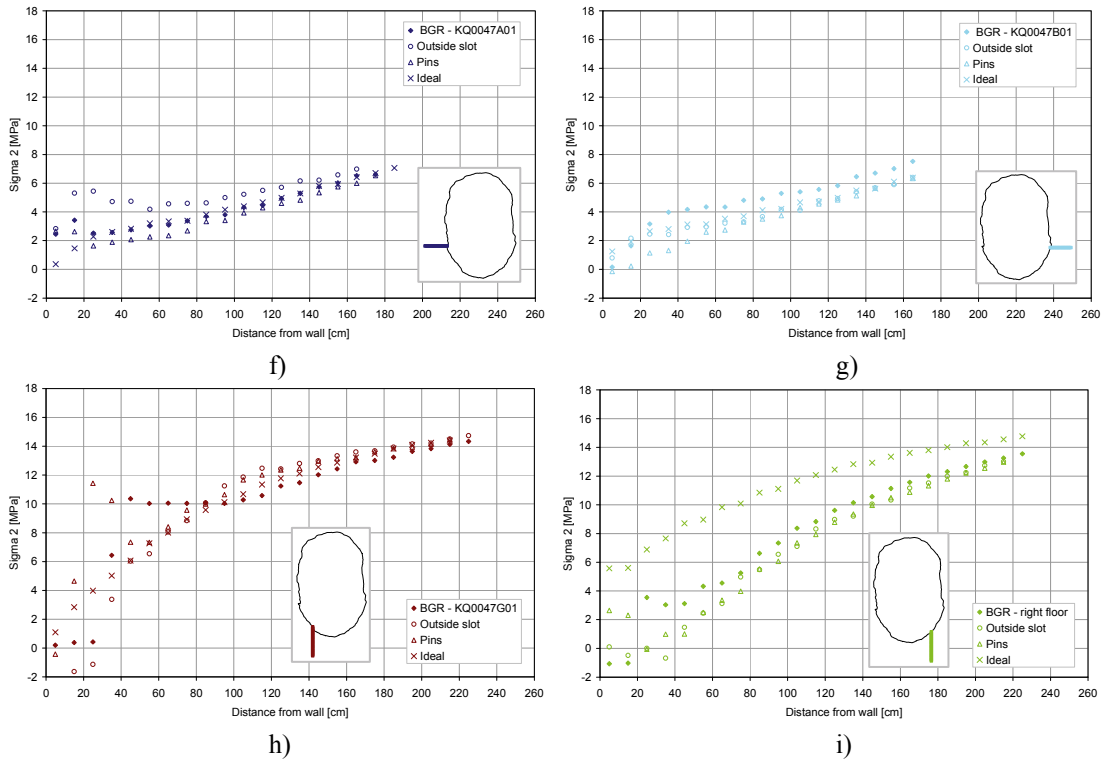 18
16
14
12
10
8
6
4
2
0
-2
Sigma 2 [MPa]
BGR - KQ0047A01
Outside slot
Pins
Ideal
0 20 40 60 80 100 120 140 160 180 200 220 240 260
Distance from wall [cm]
f)
18
16
14
12
10
8
6
4
2
0
-2
Sigma 2 [MPa]
BGR - KQ0047B01
Outside slot
Pins
Ideal
0 20 40 60 80 100 120 140 160 180 200 220 240 260
Distance from wall [cm]
g)
18
16
14
12
10
8
6
4
2
0
-2
Sigma 2 [MPa]
BGR - KQ0047G01
Outside slot
Pins
Ideal
0 20 40 60 80 100 120 140 160 180 200 220 240 260
Distance from wall [cm]
h)
18
16
14
12
10
8
6
4
2
0
-2
Sigma 2 [MPa]
BGR - right floor
Outside slot
Pins
Ideal
0 20 40 60 80 100 120 140 160 180 200 220 240 260
Distance from wall [cm]
i)